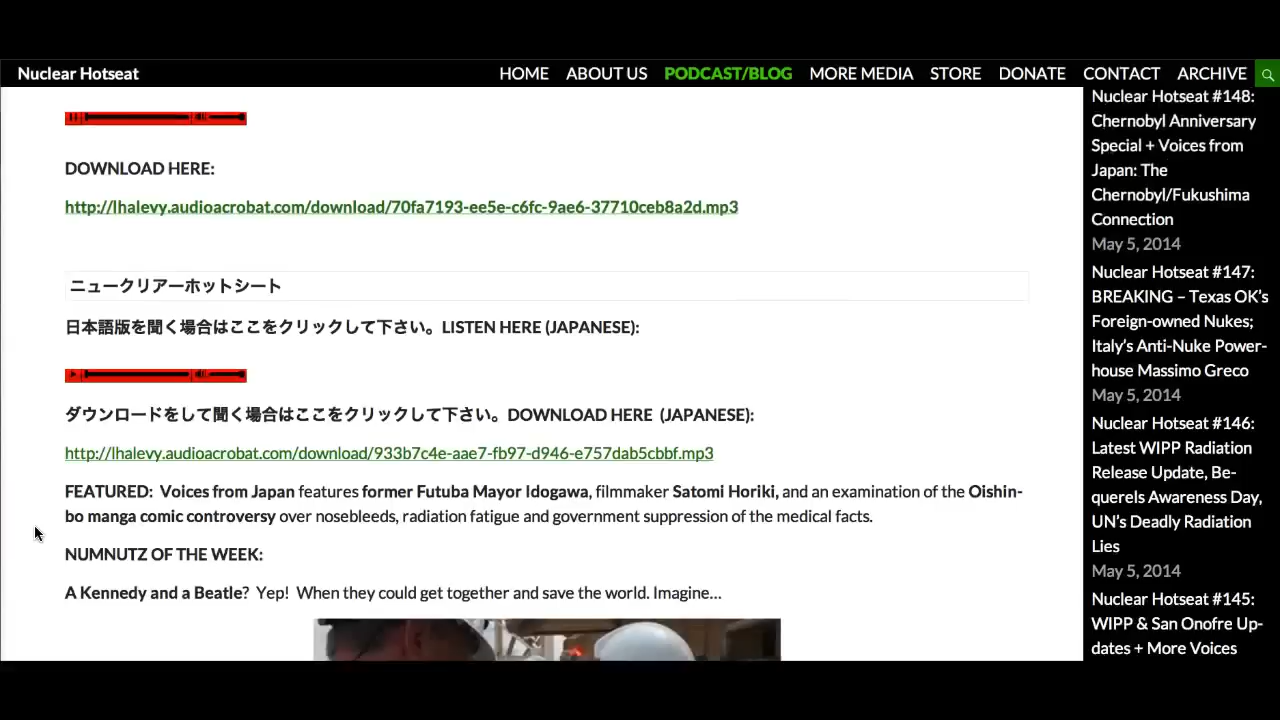 Nuclear Hotseat
HOME ABOUT US PODCAST/BLOG MORE MEDIA STORE DONATE CONTACT ARCHIVE
DOWNLOAD HERE:
http://lhalevy.audioacrobat.com/download/70fa7193-ee5e-c6fc-9ae6-37710ceb8a2d.mp3
ニュークリアーホットシート
日本語版を聞く場合はここをクリックして下さい。LISTEN HERE (JAPANESE):
ダウンロードをして聞く場合はここをクリックして下さい。DOWNLOAD HERE (JAPANESE):
http://lhalevy.audioacrobat.com/download/933b7c4e-aae7-fb97-d946-e757dab5cbbf.mp3
FEATURED: Voices from Japan features former Futuba Mayor Idogawa, filmmaker Satomi Horiki, and an examination of the Oishin-
bo manga comic controversy over nosebleeds, radiation fatigue and government suppression of the medical facts.
NUMNUTZ OF THE WEEK:
A Kennedy and a Beatle? Yep! When they could get together and save the world. Imagine...
Nuclear Hotseat #148:
Chernobyl Anniversary
Special + Voices from
Japan: The
Chernobyl/Fukushima
Connection
May 5, 2014
Nuclear Hotseat #147:
BREAKING – Texas OK's
Foreign-owned Nukes;
Italy's Anti-Nuke Power-
house Massimo Greco
May 5, 2014
Nuclear Hotseat #146:
Latest WIPP Radiation
Release Update, Be-
querels Awareness Day,
UN's Deadly Radiation
Lies
May 5, 2014
Nuclear Hotseat #145:
WIPP & San Onofre Up-
dates + More Voices